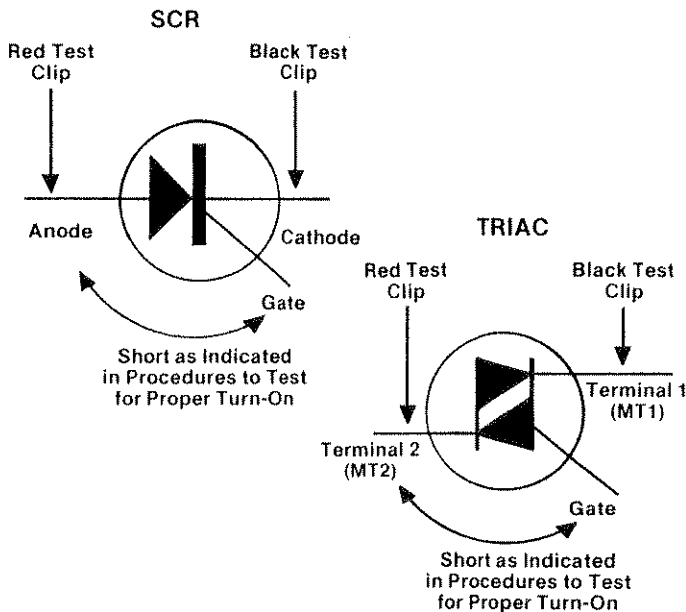 SCR
Red Test
Clip
Black Test
Clip
Anode
Cathode
Gate
Short as Indicated
in Procedures to Test
for Proper Turn-On
TRIAC
Red Test
Clip
Black Test
Clip
Terminal 1
(MT1)
Terminal 2
(MT2)
Gate
Short as Indicated
in Procedures to Test
for Proper Turn-On